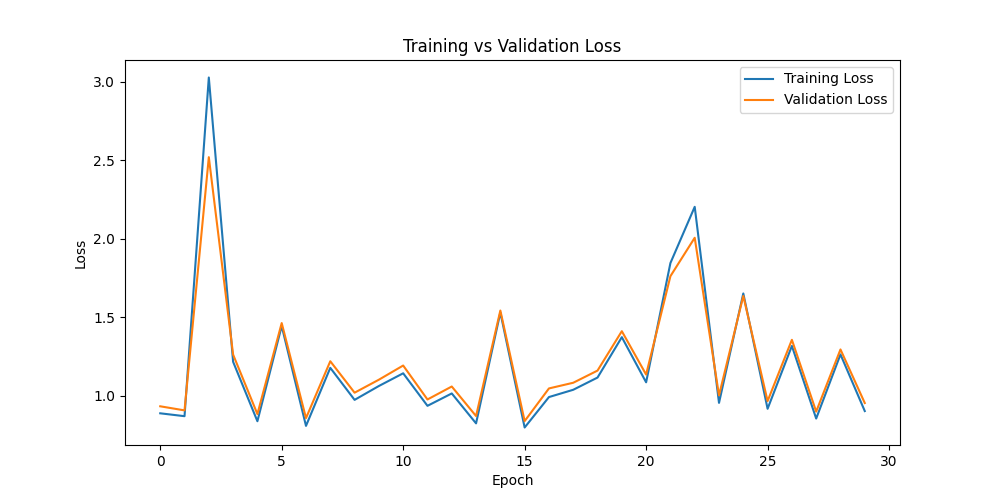 Training vs Validation Loss
Training Loss
Validation Loss
3.0
2.5
2.0
1.5
1.0
Loss
0 5 10 15 20 25 30
Epoch